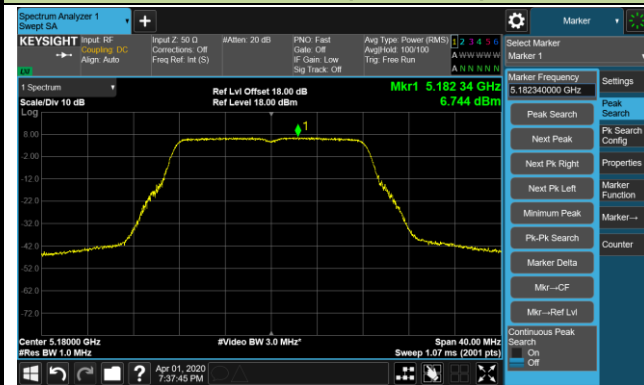 Spectrum Analyzer 1
Swept SA
+
Marker
KEYSIGHT
Input: RF
Coupling: DC
Align: Auto
Input Z: 50 Ω
Corrections: Off
Freq Ref: Int (S)
#Atten: 20 dB
PNO: Fast
Gate: Off
IF Gain: Low
Sig Track: Off
Avg Type: Power (RMS)
Avg|Hold: 100/100
Trig: Free Run
1 2 3 4 5 6
A W W W W W
A N N N N N
LXI
Select Marker
Marker 1
1 Spectrum
Scale/Div 10 dB
Log
Ref Lvl Offset 18.00 dB
Ref Level 18.00 dBm
Mkr1 5.182 34 GHz
6.744 dBm
1
8.00
-2.00
-12.0
-22.0
-32.0
-42.0
-52.0
-62.0
-72.0
Center 5.18000 GHz
#Res BW 1.0 MHz
#Video BW 3.0 MHz*
Span 40.00 MHz
Sweep 1.07 ms (2001 pts)
Marker Frequency
5.182340000 GHz
Peak Search
Next Peak
Next Pk Right
Next Pk Left
Minimum Peak
Pk-Pk Search
Marker Delta
Mkr→CF
Mkr→Ref Lvl
Continuous Peak
Search
On
Off
Settings
Peak
Search
Pk Search
Config
Properties
Marker
Function
Marker→
Counter
?
Apr 01, 2020
7:37:45 PM